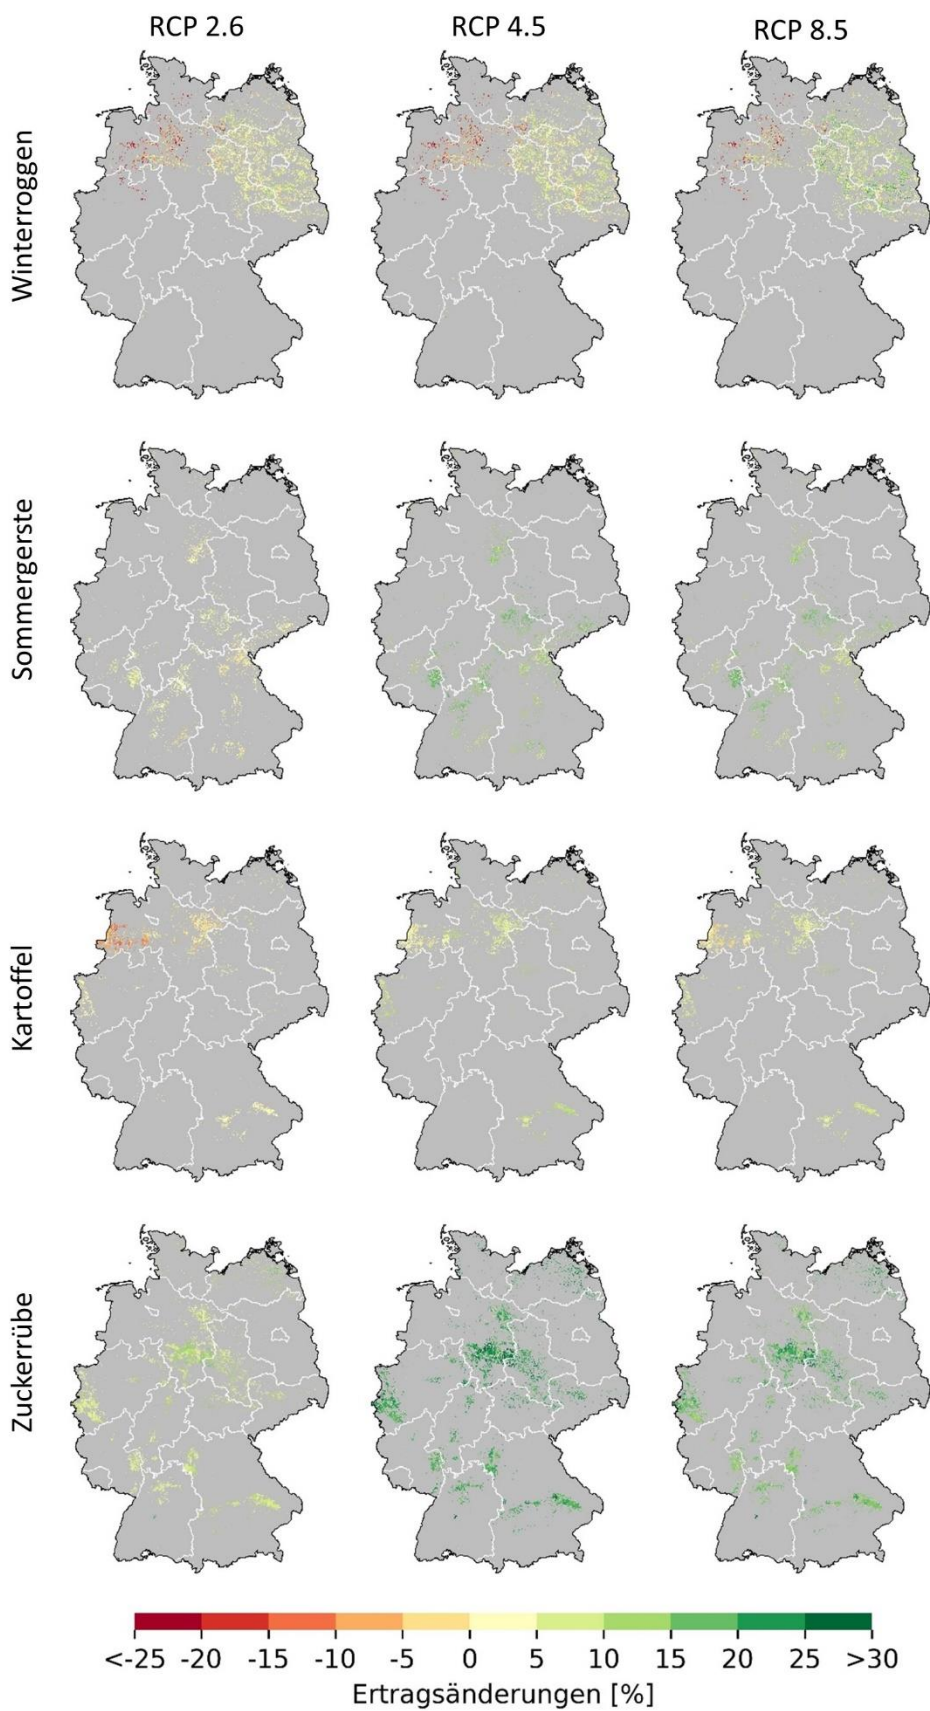 RCP 2.6 RCP 4.5 RCP 8.5
Winterroggen
Sommergerste
Kartoffel
Zuckerrübe
<-25 -20 -15 -10 -5 0 5 10 15 20 25 >30
Ertragsänderungen [%]